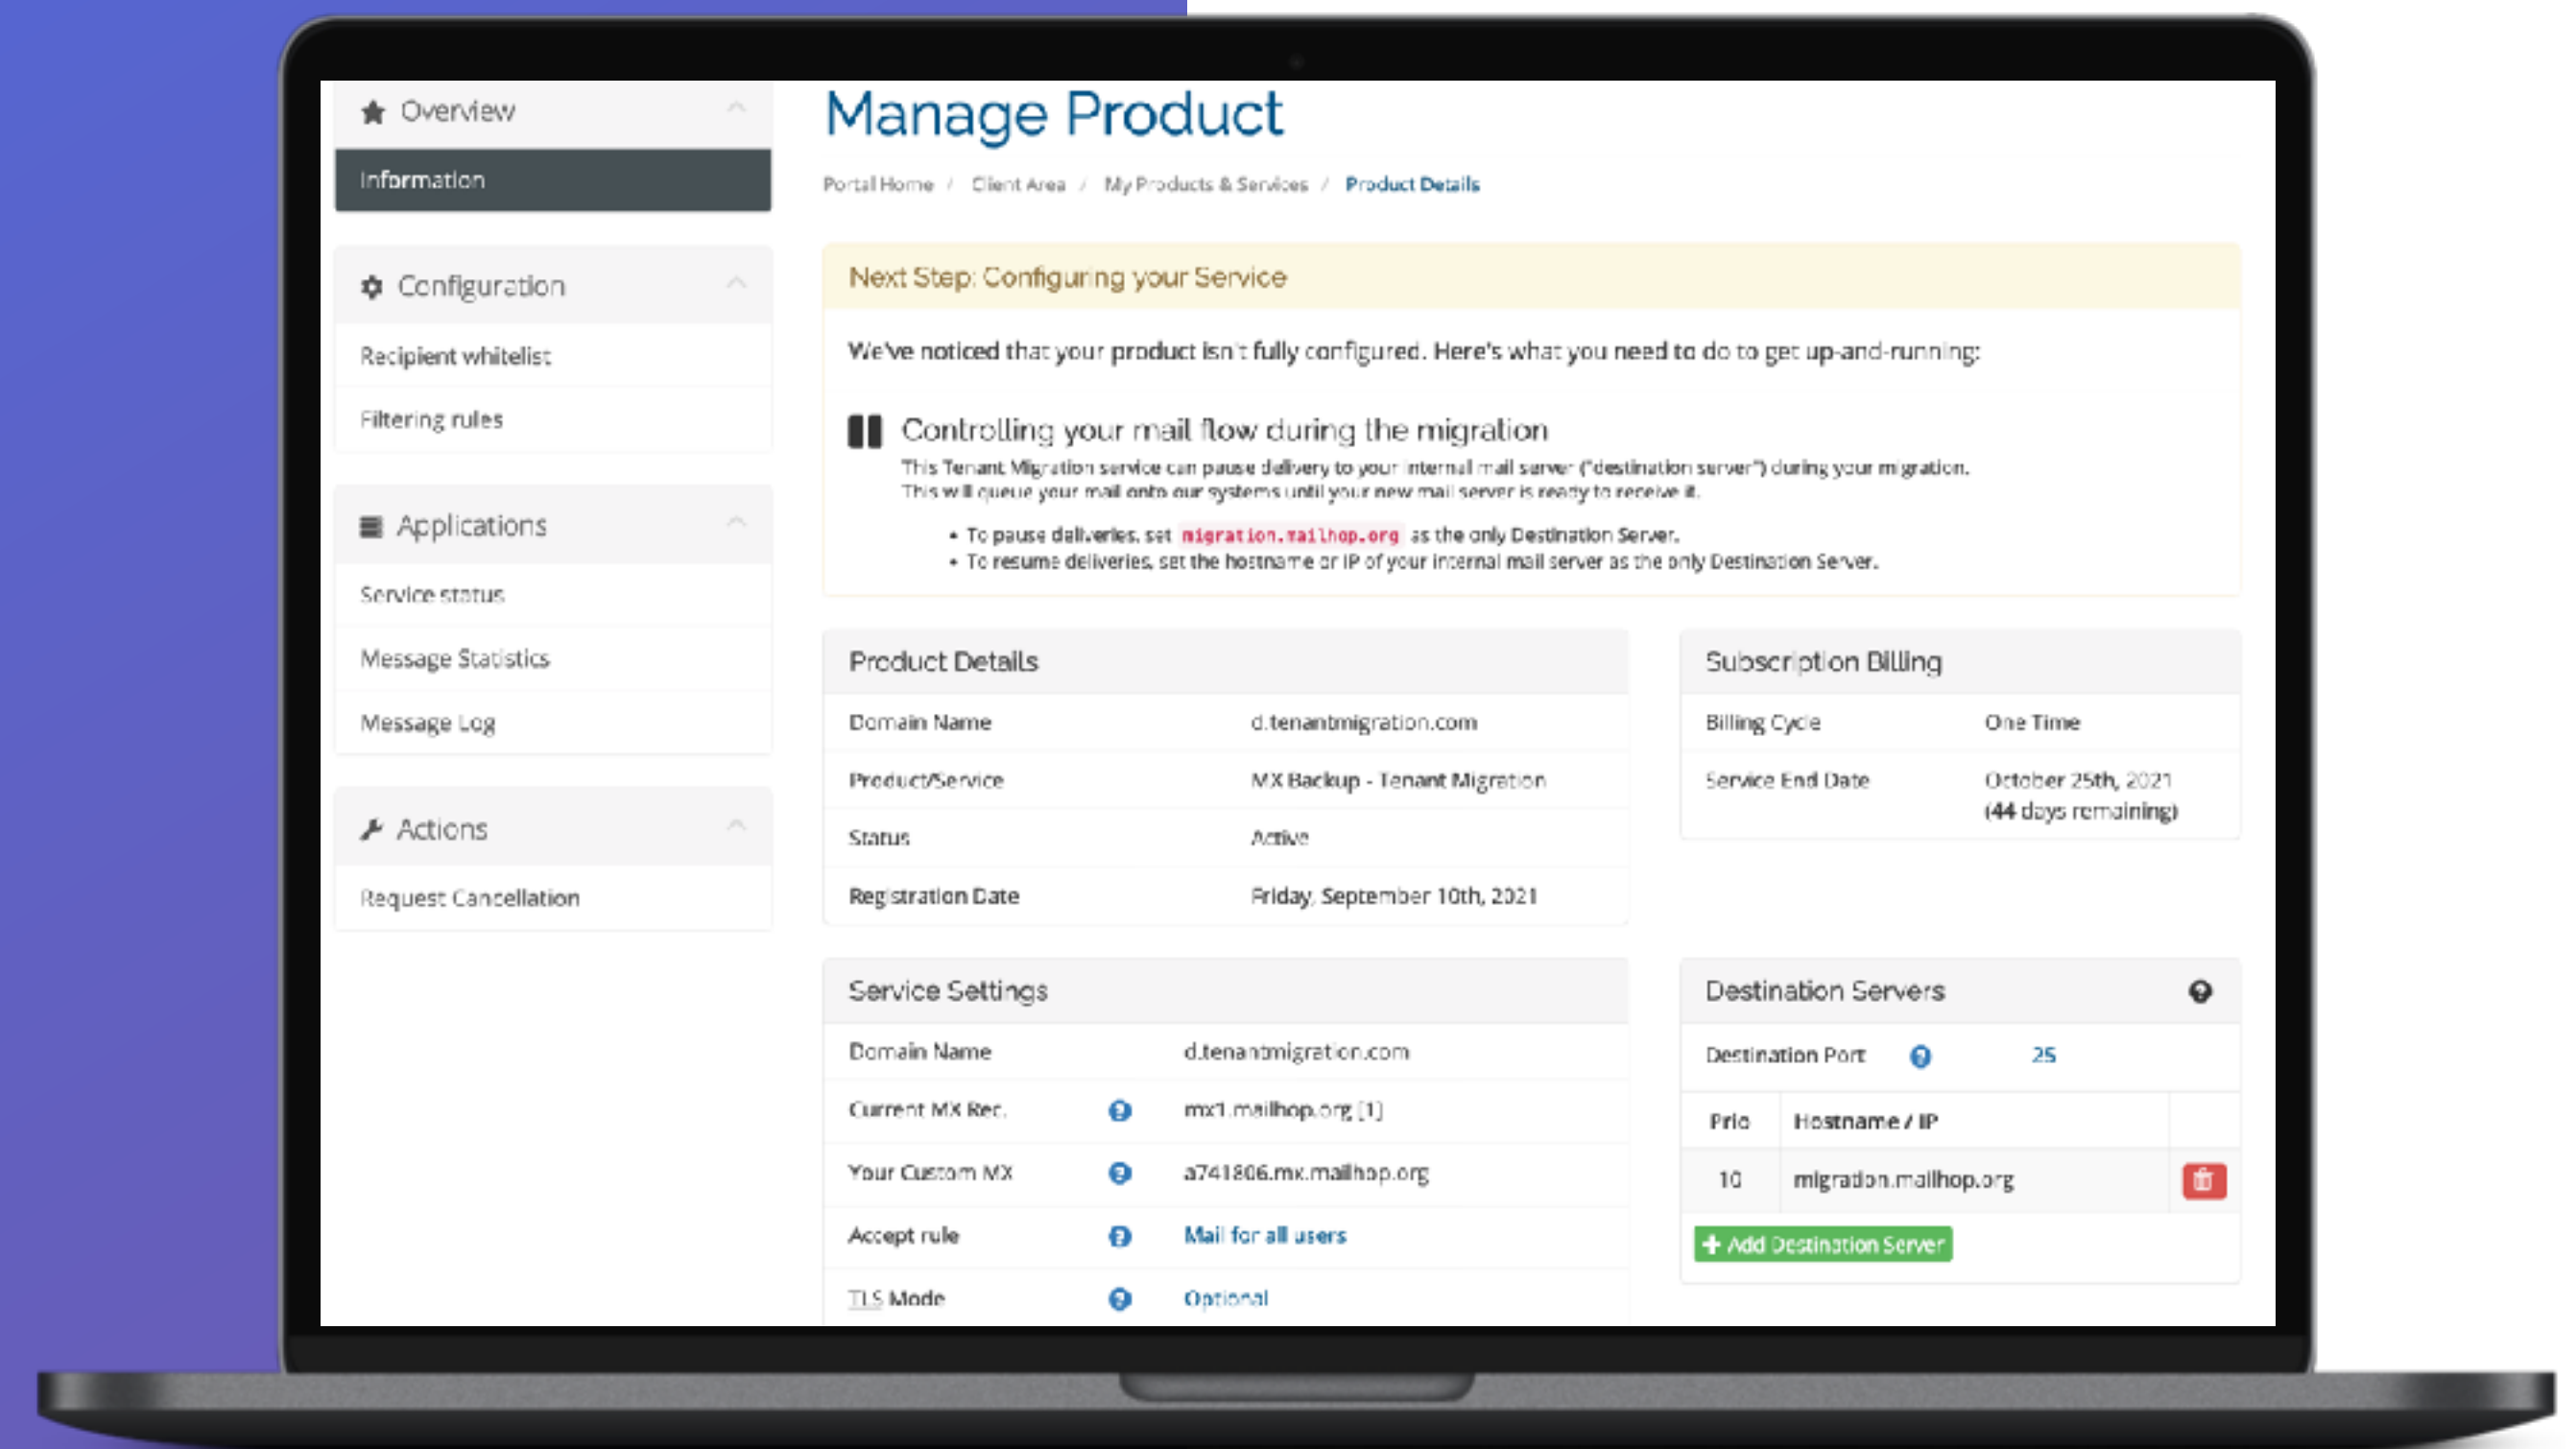 Overview
Information
Configuration
Recipient whitelist
Filtering rules
Applications
Service status
Message Statistics
Message Log
Actions
Request Cancellation
Manage Product
Portal Home / Client Area / My Products & Services / Product Details
Next Step: Configuring your Service
We've noticed that your product isn't fully configured. Here's what you need to do to get up-and-running:
Controlling your mail flow during the migration
This Tenant Migration service can pause delivery to your internal mail server ("destination server") during your migration.
This will queue your mail onto our systems until your new mail server is ready to receive it.
• To pause deliveries, set migration.mailhop.org as the only Destination Server.
• To resume deliveries, set the hostname or IP of your internal mail server as the only Destination Server.
Product Details
Domain Name d.tenantmigration.com
Product/Service MX Backup - Tenant Migration
Status Active
Registration Date Friday, September 10th, 2021
Subscription Billing
Billing Cycle One Time
Service End Date October 25th, 2021
(44 days remaining)
Service Settings
Domain Name d.tenantmigration.com
Current MX Rec. ? mx1.mailhop.org [1]
Your Custom MX ? a741806.mx.mailhop.org
Accept rule ? Mail for all users
TLS Mode ? Optional
Destination Servers ?
Destination Port ? 25
Prio Hostname / IP
10 migration.mailhop.org
+ Add Destination Server